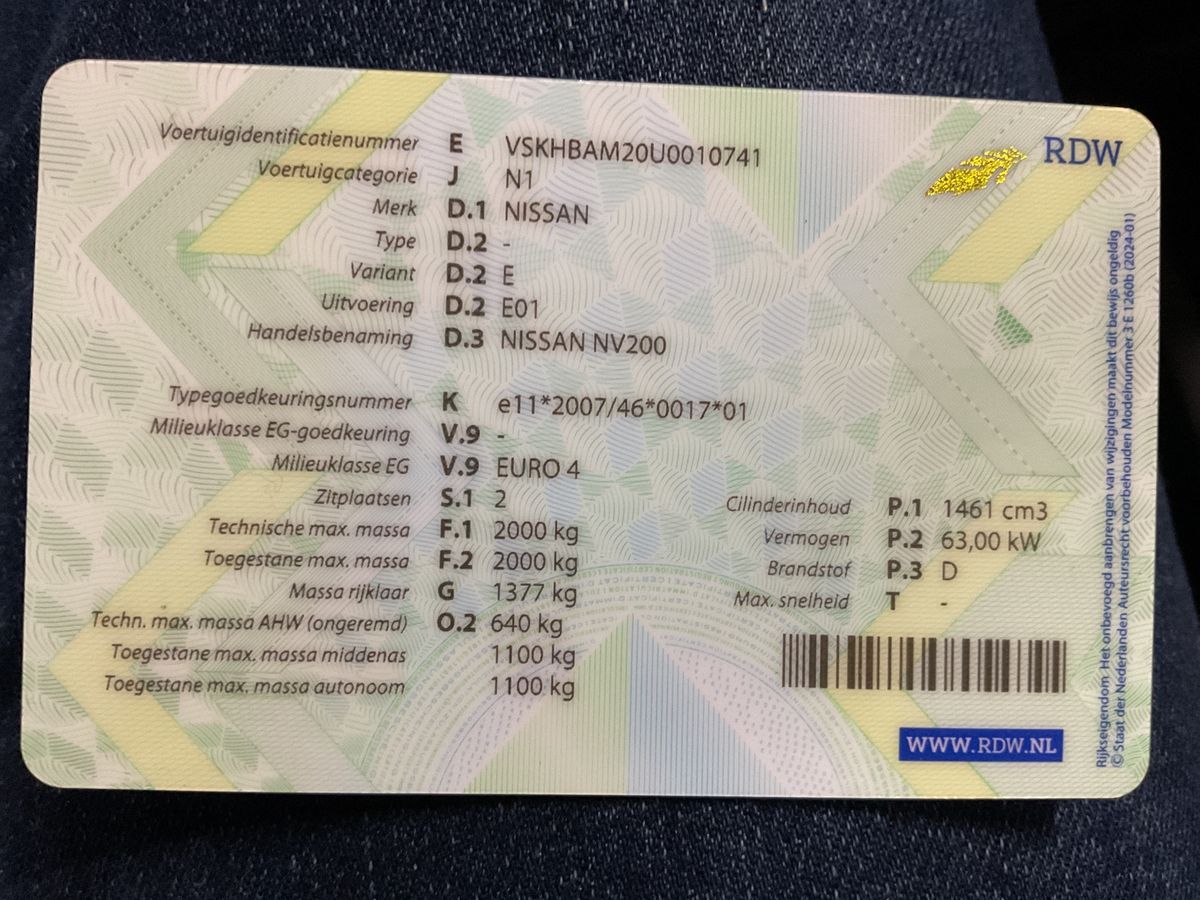 Voertuigidentificatienummer E VSKHBAM20U0010741
Voertuigcategorie J N1
Merk D.1 NISSAN
Type D.2 -
Variant D.2 E
Uitvoering D.2 E01
Handelsbenaming D.3 NISSAN NV200
Typegoedkeuringsnummer K e11*2007/46*0017*01
Milieuklasse EG-goedkeuring V.9 -
Milieuklasse EG V.9 EURO 4
Zitplaatsen S.1 2
Technische max. massa F.1 2000 kg
Toegestane max. massa F.2 2000 kg
Massa rijklaar G 1377 kg
Techn. max. massa AHW (ongeremd) O.2 640 kg
Toegestane max. massa middenas 1100 kg
Toegestane max. massa autonoom 1100 kg
Cilinderinhoud P.1 1461 cm3
Vermogen P.2 63,00 kW
Brandstof P.3 D
Max. snelheid T -
RDW
WWW.RDW.NL
Rijkseigendom. Het onbevoegd aanbrengen van wijzigingen maakt dit bewijs ongeldig
© Staat der Nederlanden Auteursrecht voorbehouden Modelnummer 3 E 1260b (2024-01)